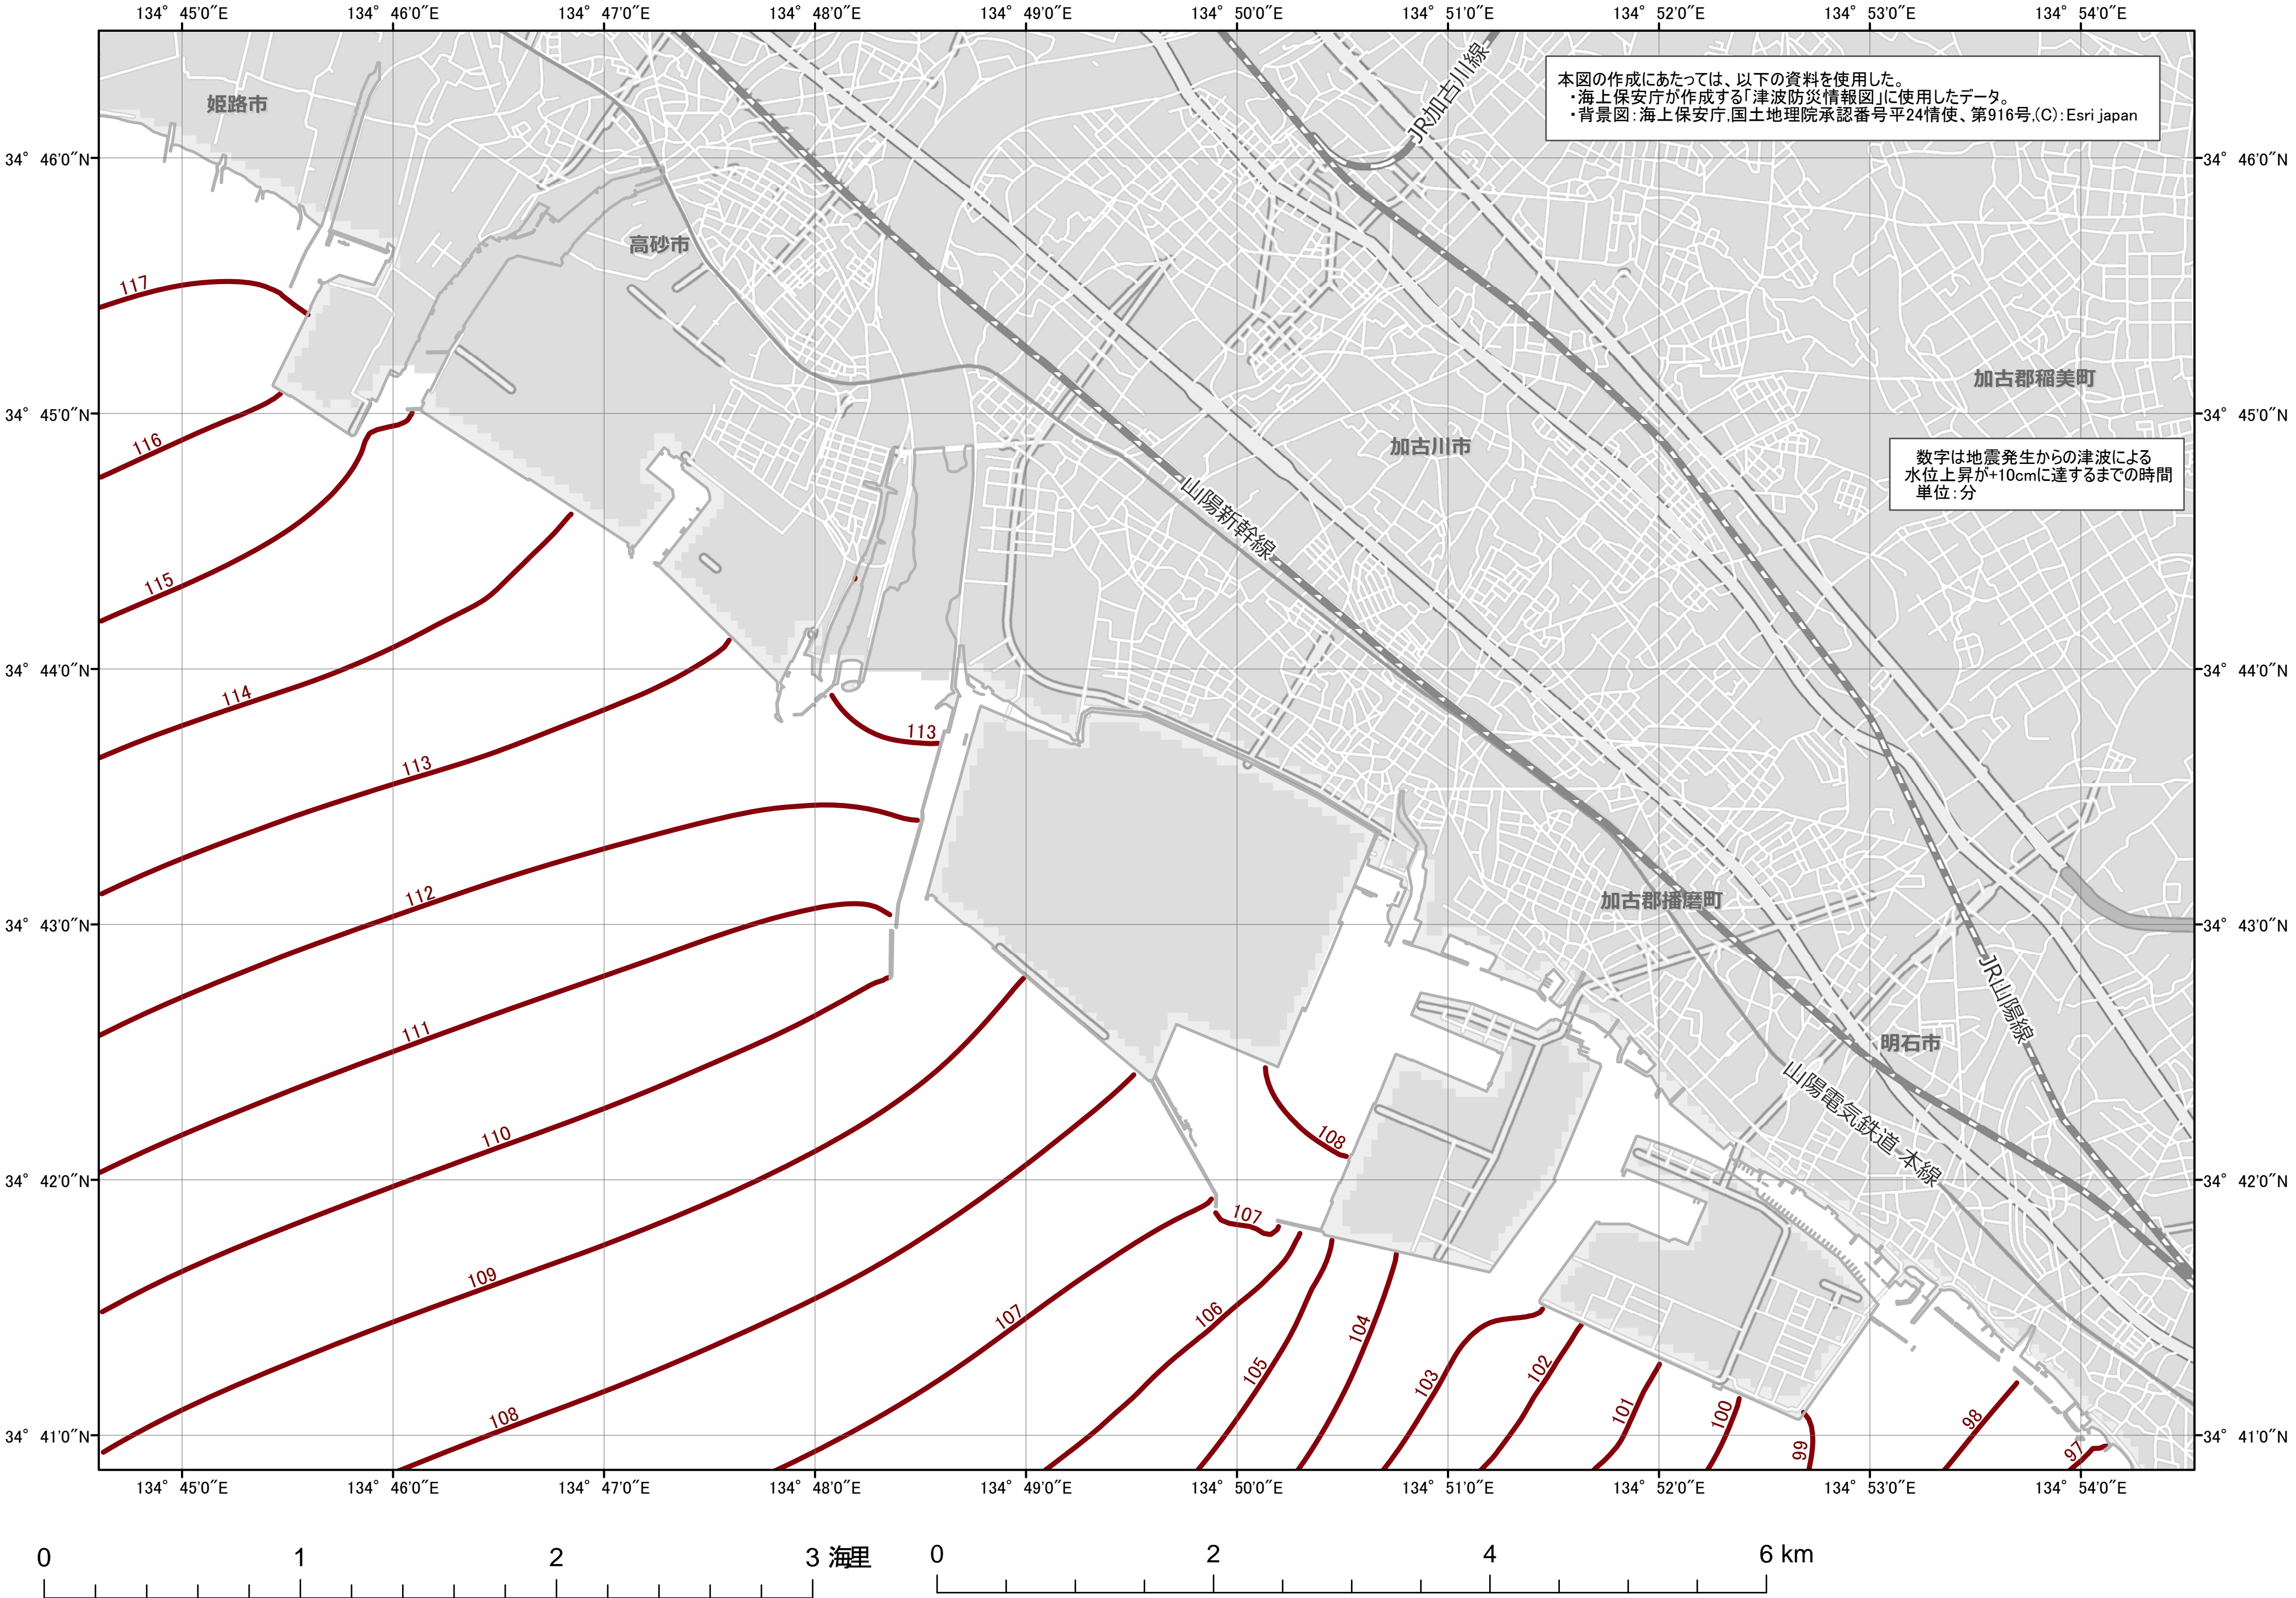 134° 45'0"E 134° 46'0"E 134° 47'0"E 134° 48'0"E 134° 49'0"E 134° 50'0"E 134° 51'0"E 134° 52'0"E 134° 53'0"E 134° 54'0"E
本図の作成にあたっては、以下の資料を使用した。
・海上保安庁が作成する「津波防災情報図」に使用したデータ。
・背景図：海上保安庁,国土地理院承認番号平24情使、第916号,(C)：Esri japan
姫路市
JR加古川線
34° 46'0"N 34° 46'0"N
高砂市
117
加古郡稲美町
34° 45'0"N 34° 45'0"N
116
加古川市
数字は地震発生からの津波による
水位上昇が+10cmに達するまでの時間
単位：分
山陽新幹線
115
34° 44'0"N 34° 44'0"N
114
113
113
112
加古郡播磨町
34° 43'0"N 34° 43'0"N
JR山陽線
111
明石市
山陽電気鉄道 本線
110
108
34° 42'0"N 34° 42'0"N
107
109
107
106
104
105
103
102
108
101
100
99
98
97
34° 41'0"N 34° 41'0"N
134° 45'0"E 134° 46'0"E 134° 47'0"E 134° 48'0"E 134° 49'0"E 134° 50'0"E 134° 51'0"E 134° 52'0"E 134° 53'0"E 134° 54'0"E
0 1 2 3 海里
0 2 4 6 km